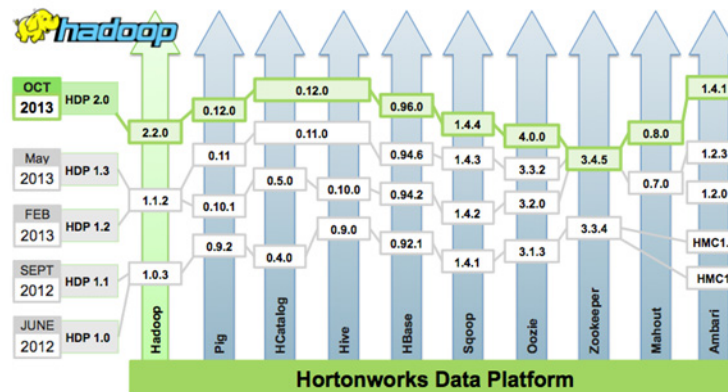 hadoop
OCT
2013
HDP 2.0
2.2.0
0.12.0
0.12.0
0.96.0
1.4.4
4.0.0
3.4.5
0.8.0
1.4.1
May
2013
HDP 1.3
1.1.2
0.11
0.11.0
0.94.6
1.4.3
3.3.2
0.7.0
1.2.3
FEB
2013
HDP 1.2
0.10.1
0.5.0
0.10.0
0.94.2
1.4.2
3.2.0
1.2.0
SEPT
2012
HDP 1.1
1.0.3
0.9.2
0.4.0
0.9.0
0.92.1
1.4.1
3.1.3
3.3.4
HMC1.
JUNE
2012
HDP 1.0
HMC1
Hadoop
Pig
HCatalog
Hive
HBase
Sqoop
Oozie
Zookeeper
Mahout
Ambari
Hortonworks Data Platform